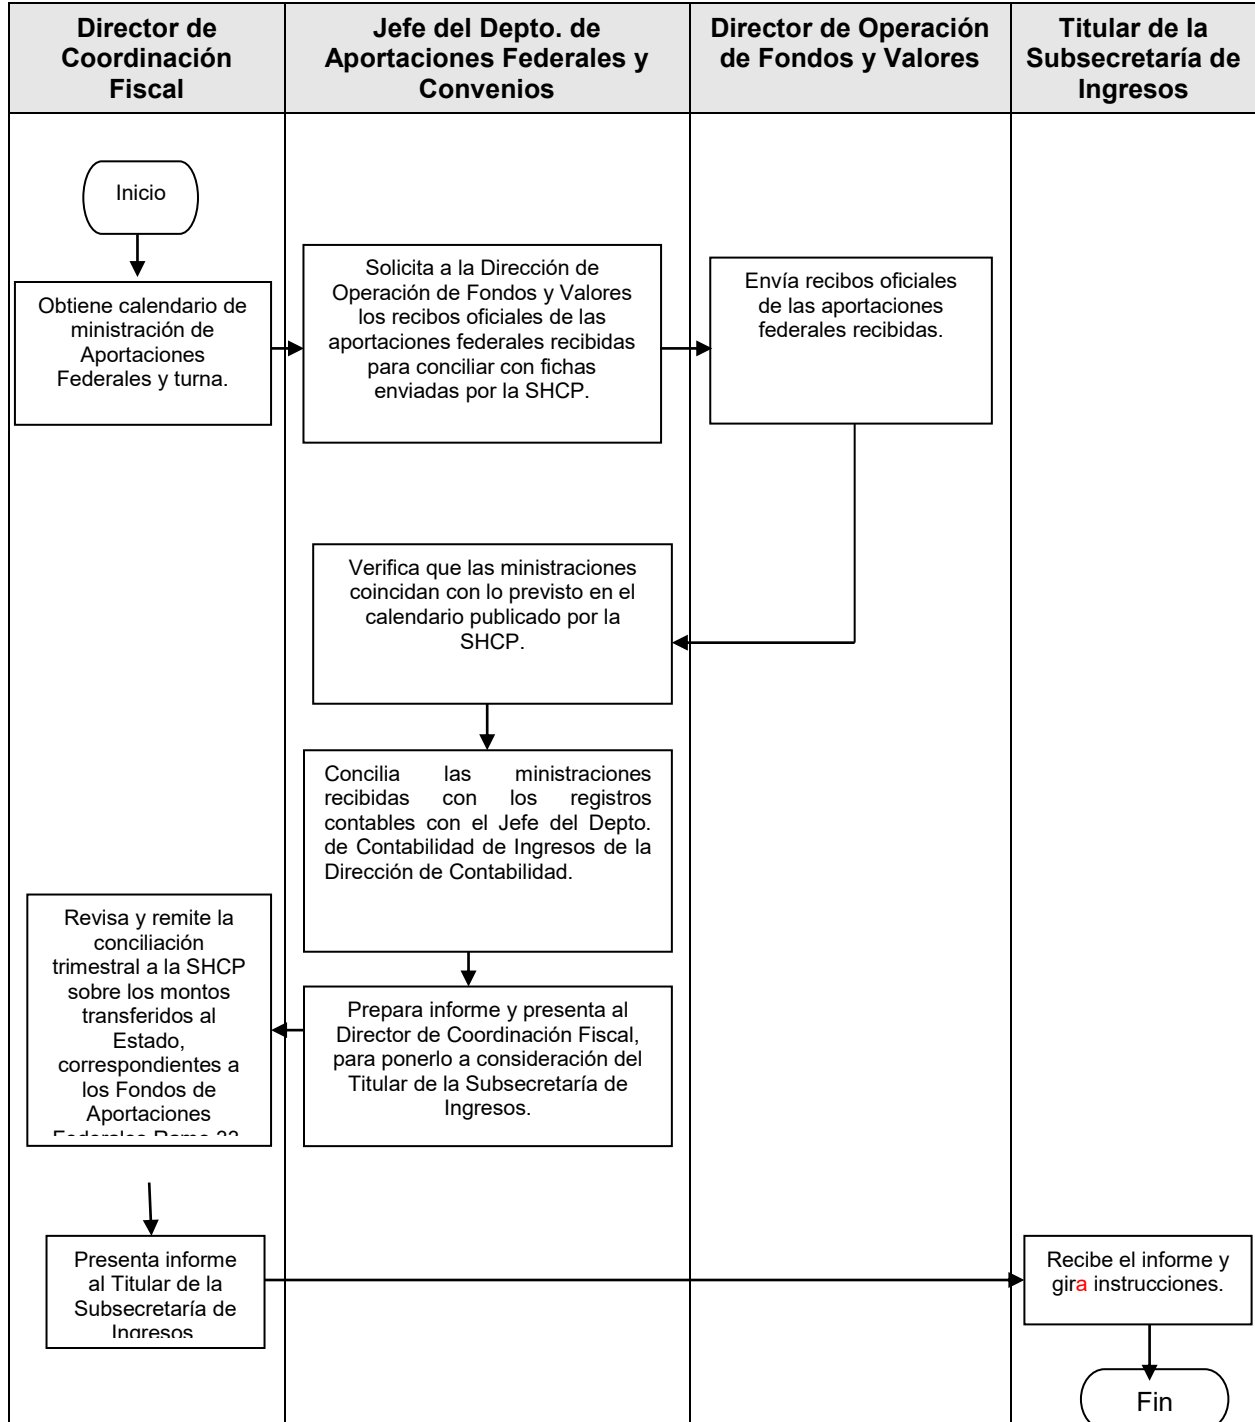 Director de
Coordinación
Fiscal
Jefe del Depto. de
Aportaciones Federales y
Convenios
Director de Operación
de Fondos y Valores
Titular de la
Subsecretaría de
Ingresos
Inicio
Obtiene calendario de
ministración de
Aportaciones
Federales y turna.
Solicita a la Dirección de
Operación de Fondos y Valores
los recibos oficiales de las
aportaciones federales recibidas
para conciliar con fichas
enviadas por la SHCP.
Envía recibos oficiales
de las aportaciones
federales recibidas.
Verifica que las ministraciones
coincidan con lo previsto en el
calendario publicado por la
SHCP.
Concilia las ministraciones
recibidas con los registros
contables con el Jefe del Depto.
de Contabilidad de Ingresos de la
Dirección de Contabilidad.
Prepara informe y presenta al
Director de Coordinación Fiscal,
para ponerlo a consideración del
Titular de la Subsecretaría de
Ingresos.
Revisa y remite la
conciliación
trimestral a la SHCP
sobre los montos
transferidos al
Estado,
correspondientes a
los Fondos de
Aportaciones
Federales Ramo 33
Presenta informe
al Titular de la
Subsecretaría de
Ingresos
Recibe el informe y
gira instrucciones.
Fin